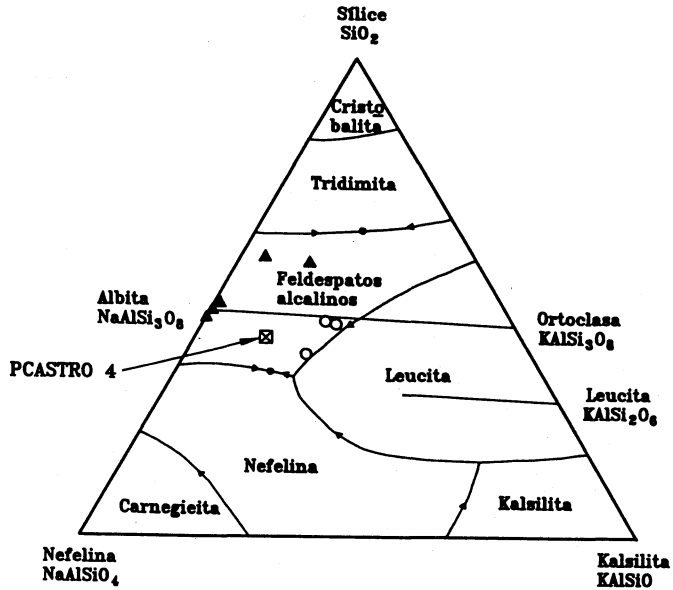 Sílice
SiO₂
Cristo
balita
Tridimita
Feldespatos
alcalinos
Albita
NaAlSi₃O₈
Ortoclasa
KAlSi₃O₈
PCASTRO 4
Leucita
Leucita
KAlSi₂O₆
Nefelina
Carnegieita
Kalsilita
Nefelina
NaAlSiO₄
Kalsilita
KAlSiO